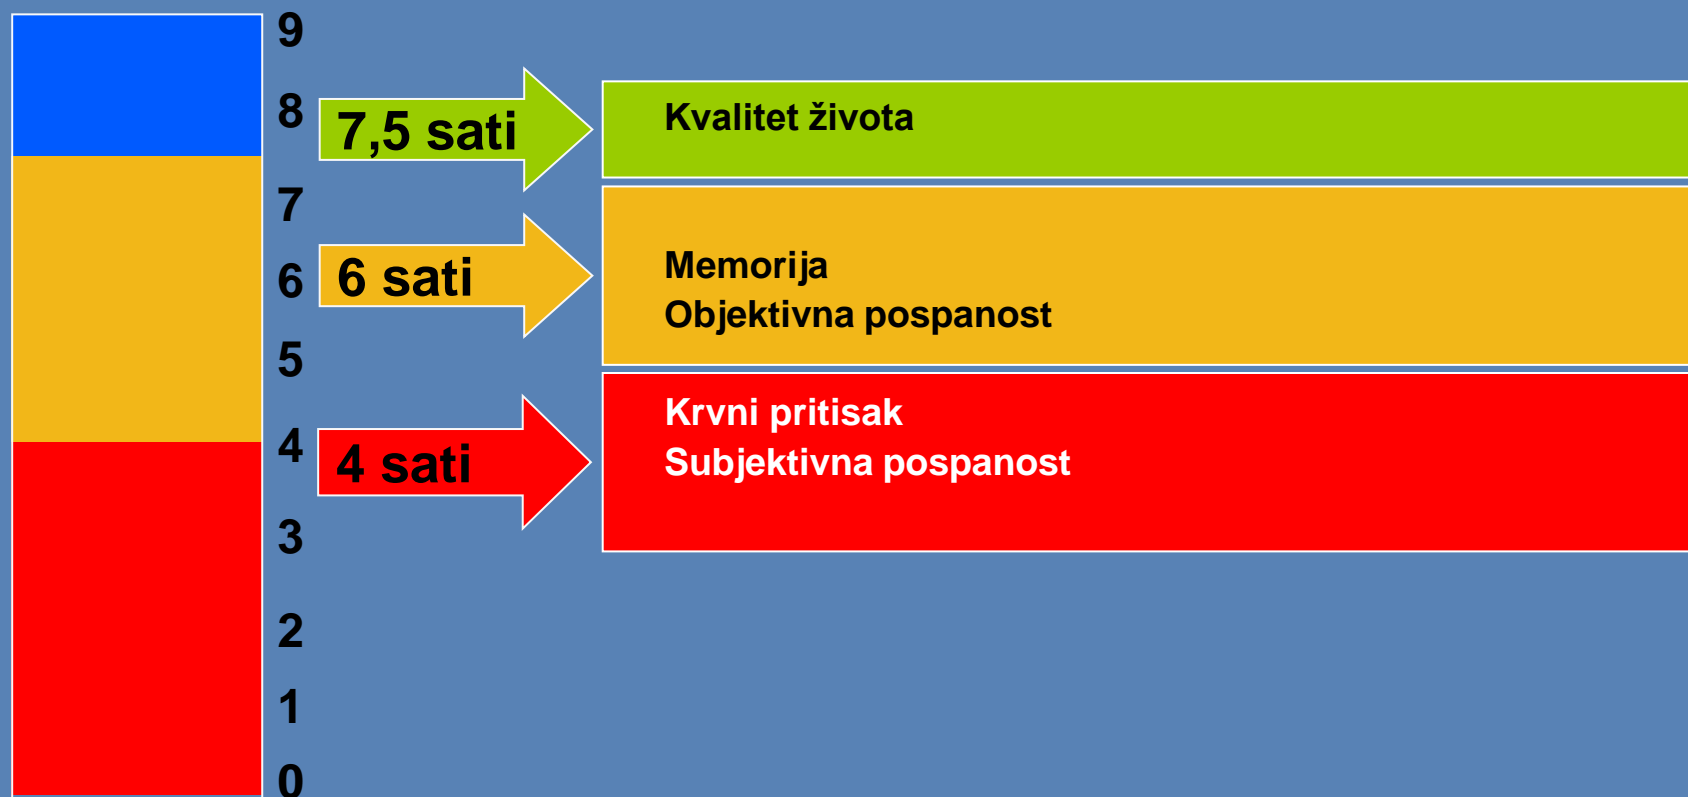 9
8
7,5 sati
Kvalitet života
7
6
6 sati
Memorija
Objektivna pospanost
5
4
4 sati
Krvni pritisak
Subjektivna pospanost
3
2
1
0